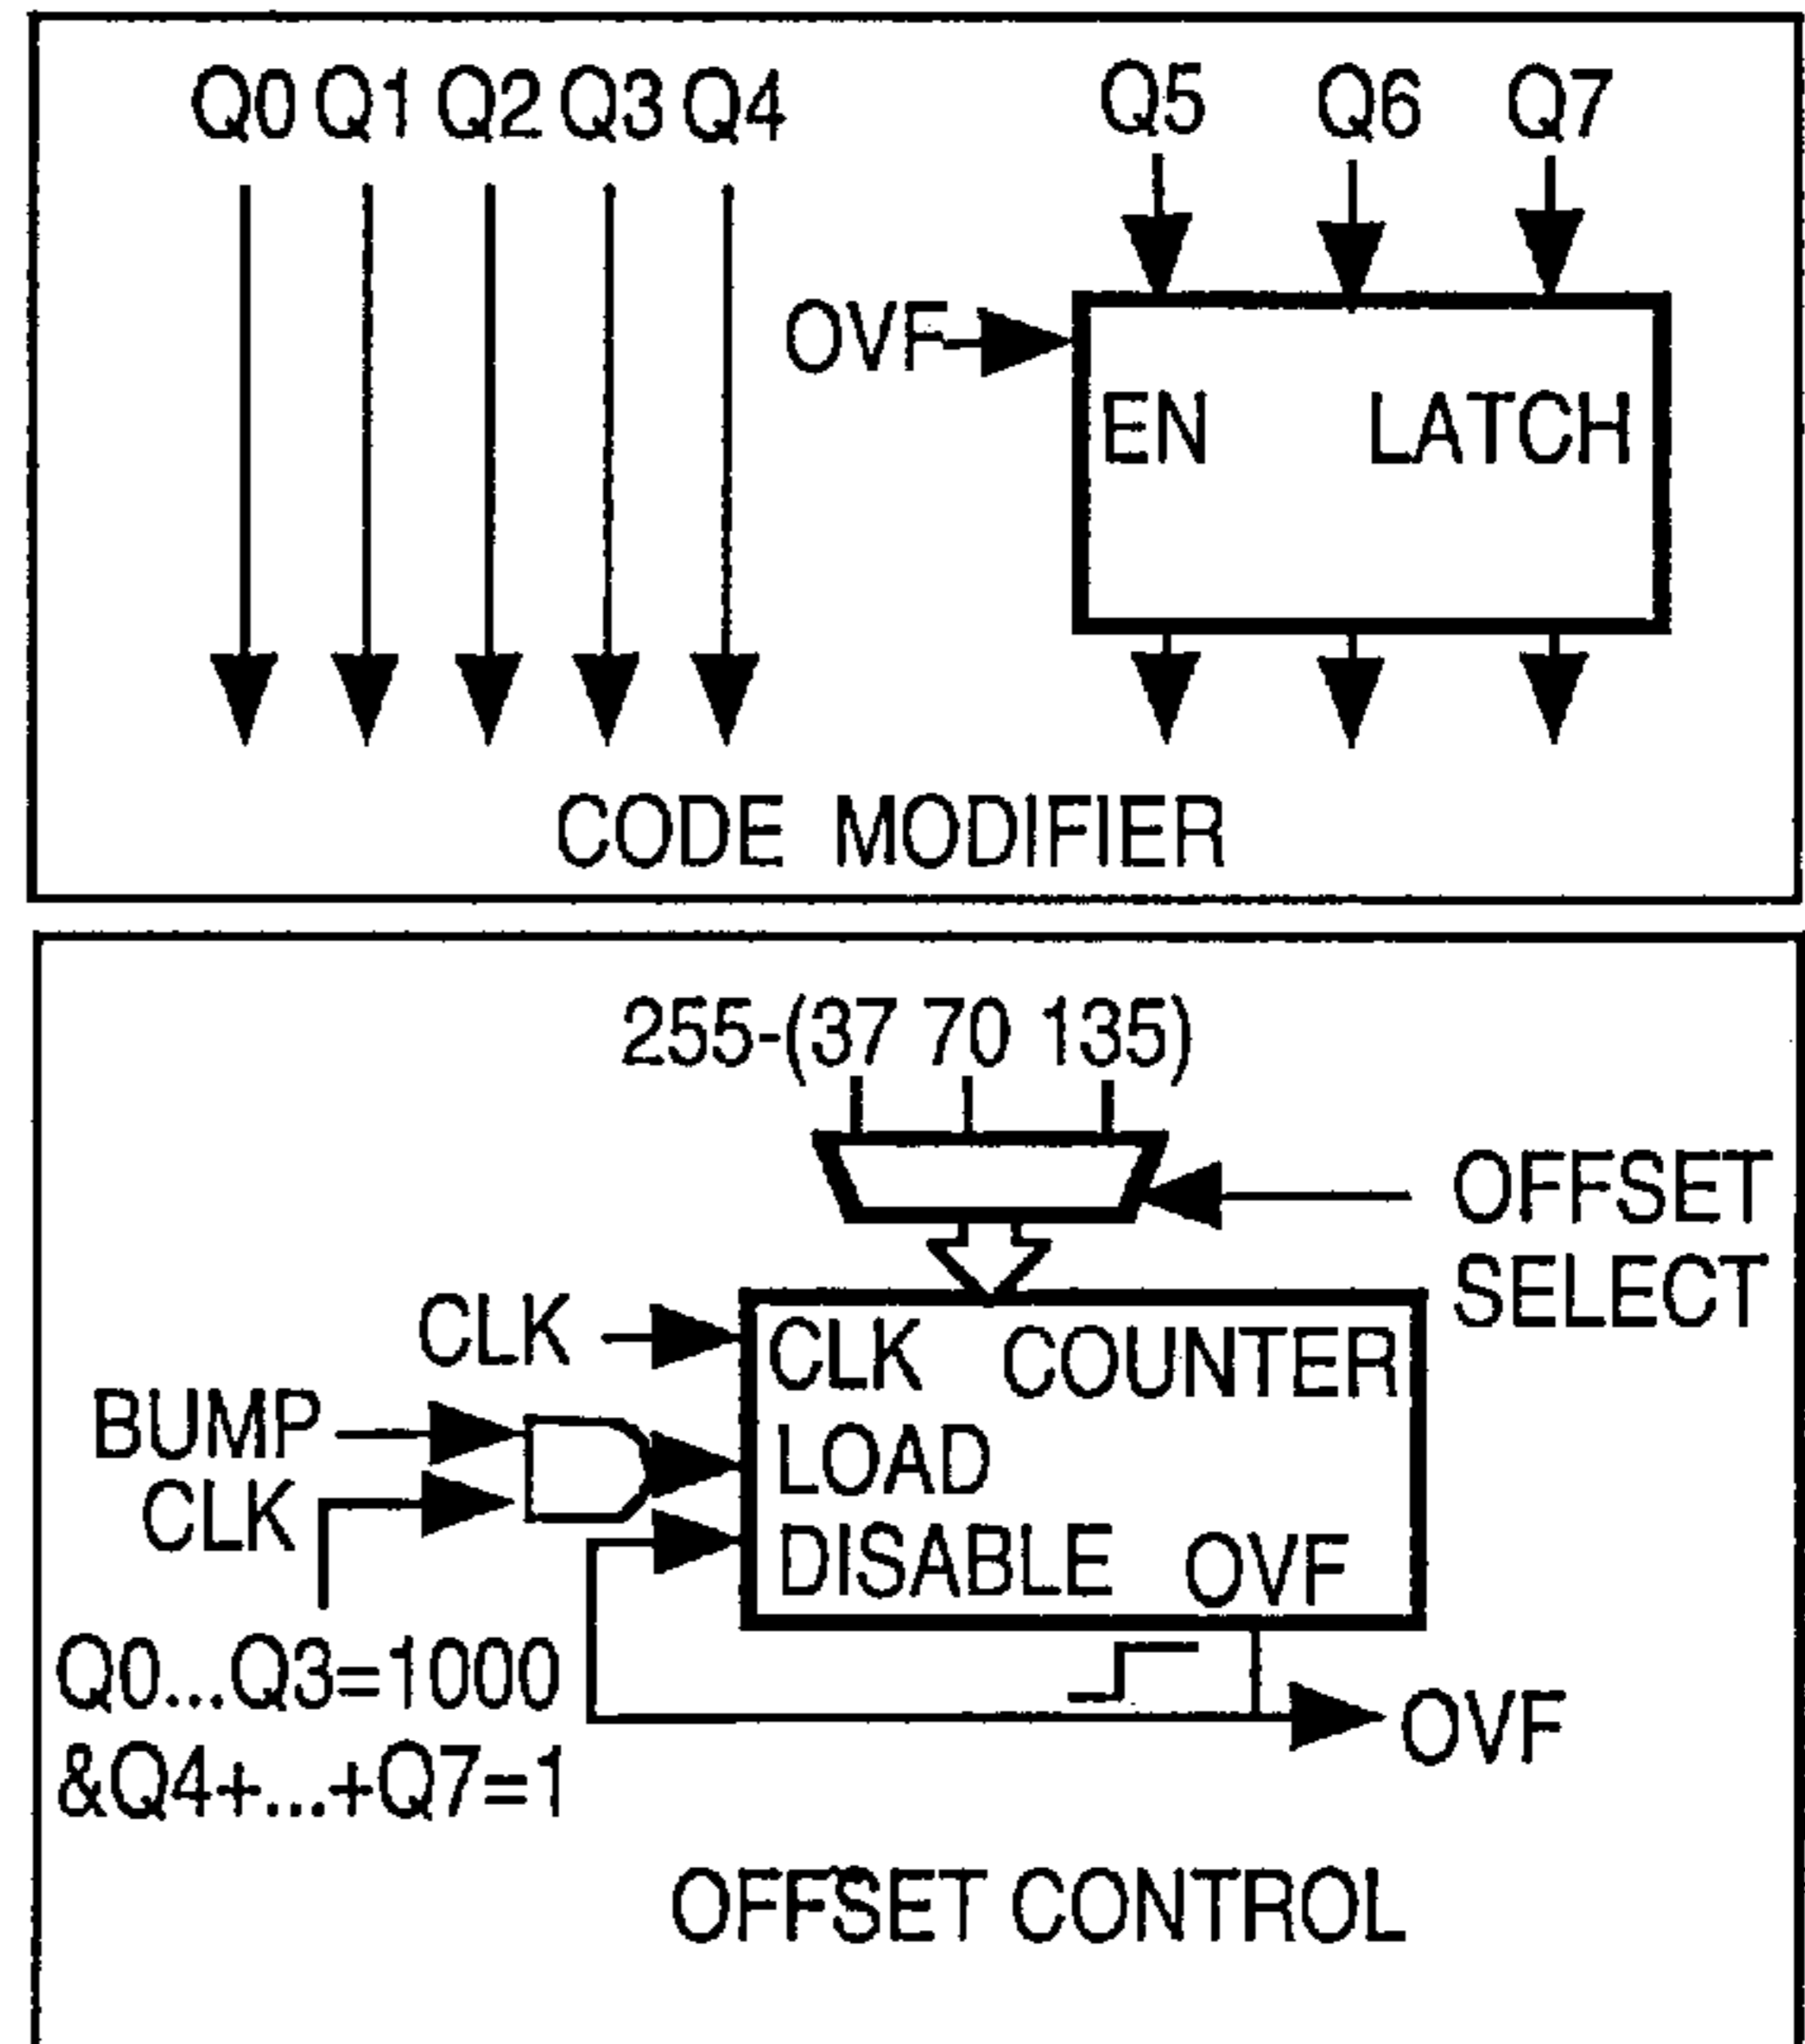 Q0 Q1 Q2 Q3 Q4 Q5 Q6 Q7
OVF
EN LATCH
CODE MODIFIER
255-(37 70 135)
OFFSET
SELECT
CLK
CLK COUNTER
BUMP
LOAD
CLK
DISABLE OVF
Q0...Q3=1000
&Q4+...+Q7=1
OVF
OFFSET CONTROL